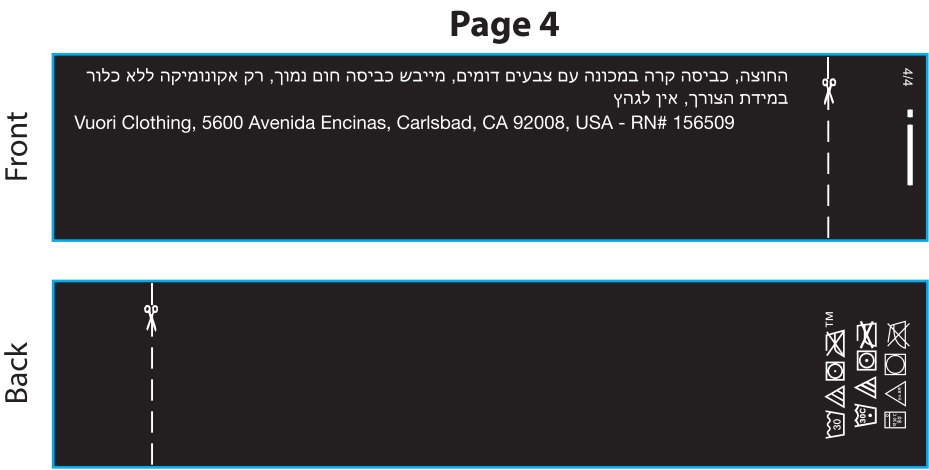 Page 4
Front
החוצה, כביסה קרה במכונה עם צבעים דומים, מייבש כביסה חום נמוך, רק אקונומיקה ללא כלור
במידת הצורך, אין לגהץ
Vuori Clothing, 5600 Avenida Encinas, Carlsbad, CA 92008, USA - RN# 156509
4/4
Back
TM
30
30C